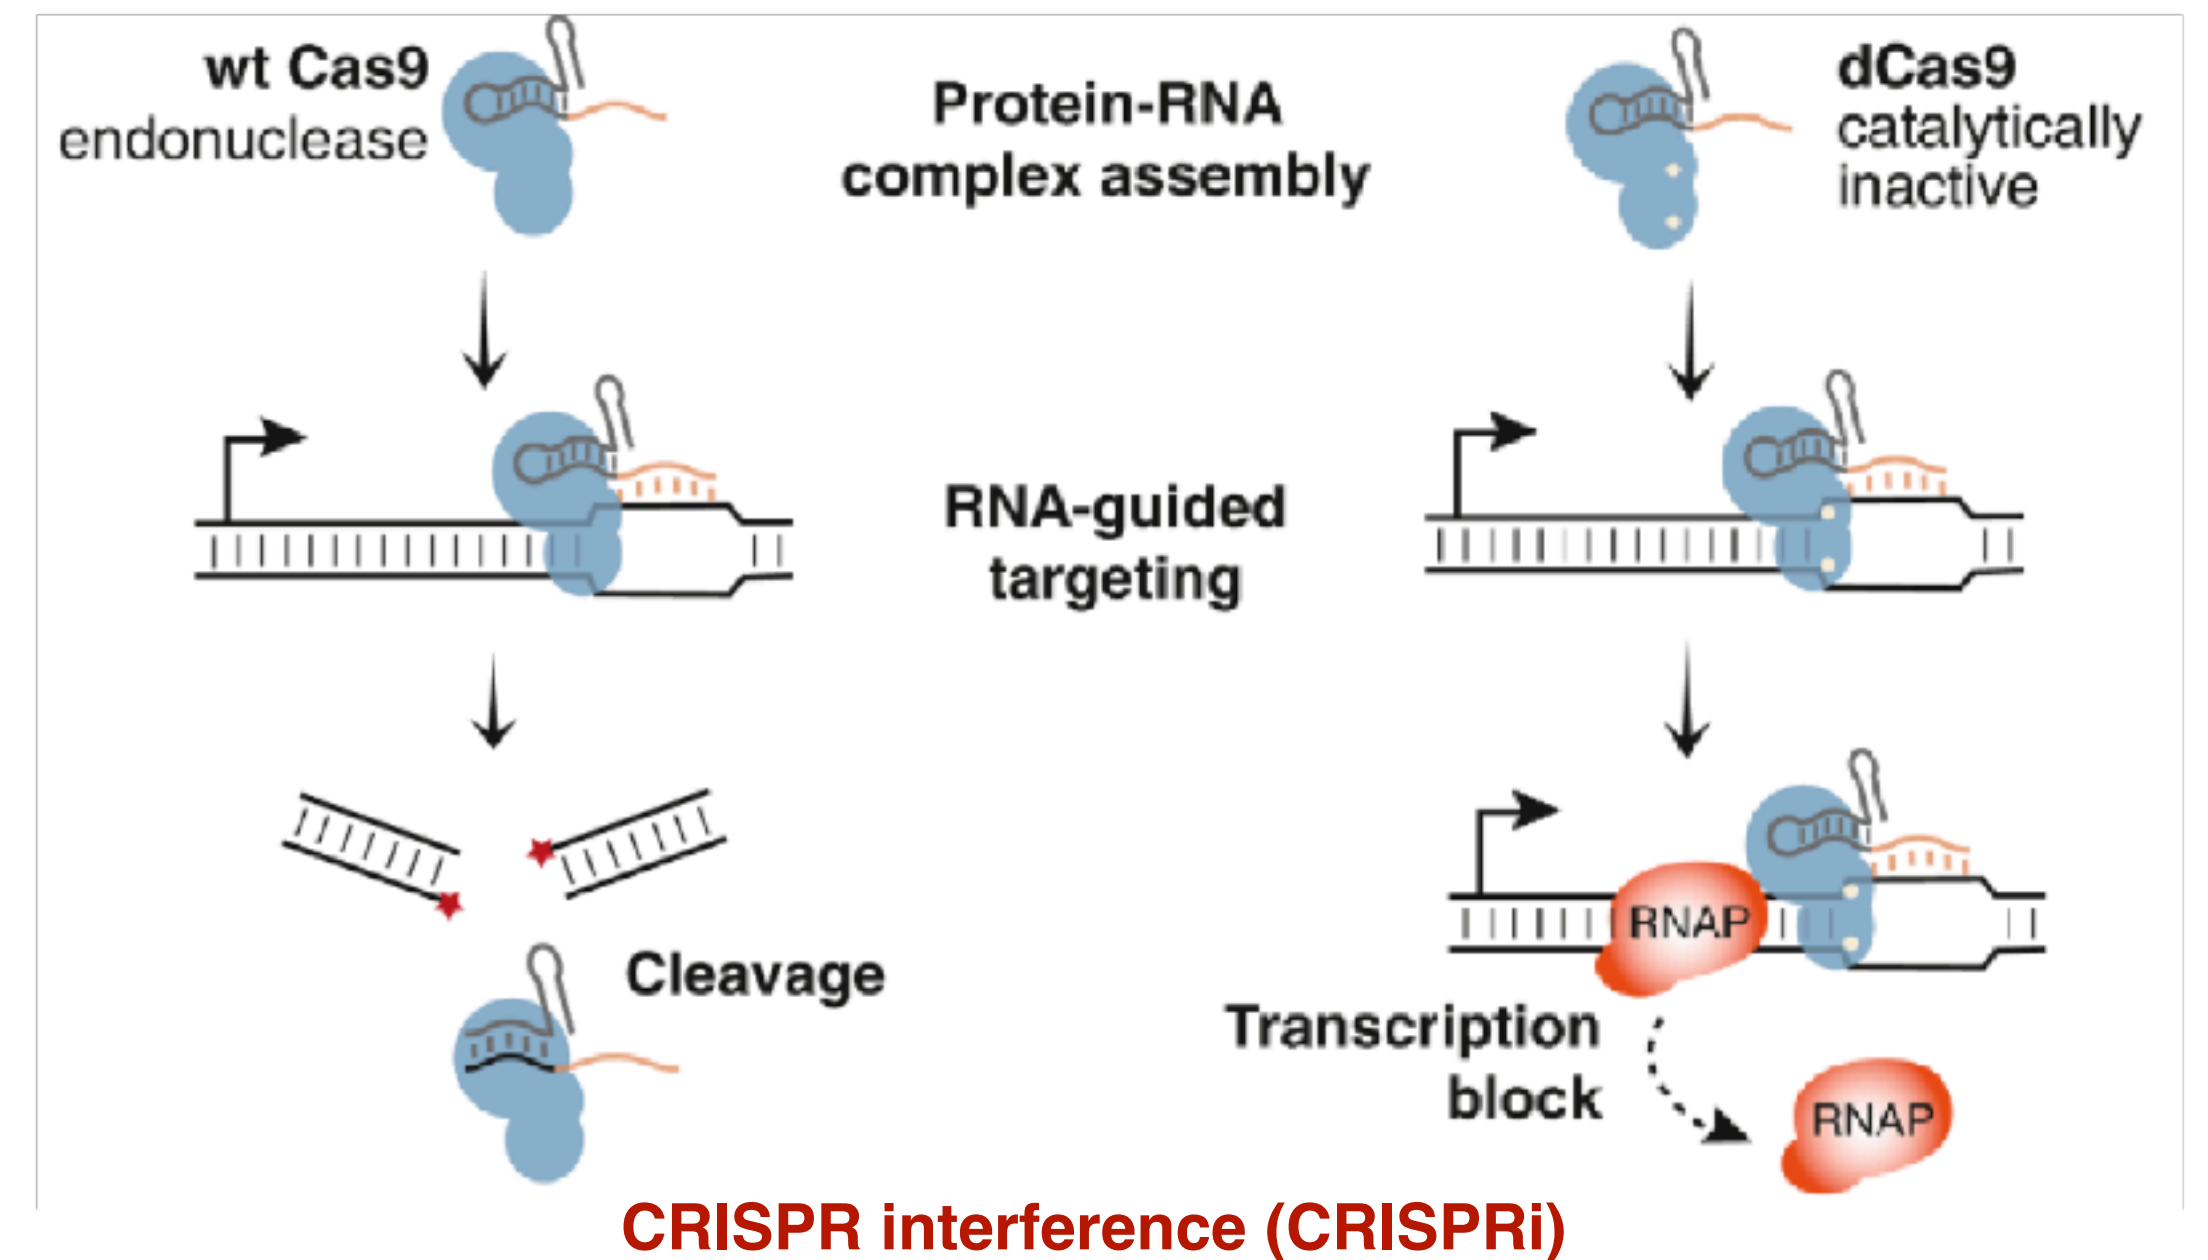 wt Cas9
endonuclease
Protein-RNA
complex assembly
dCas9
catalytically
inactive
RNA-guided
targeting
Cleavage
RNAP
Transcription
block
RNAP
CRISPR interference (CRISPRi)